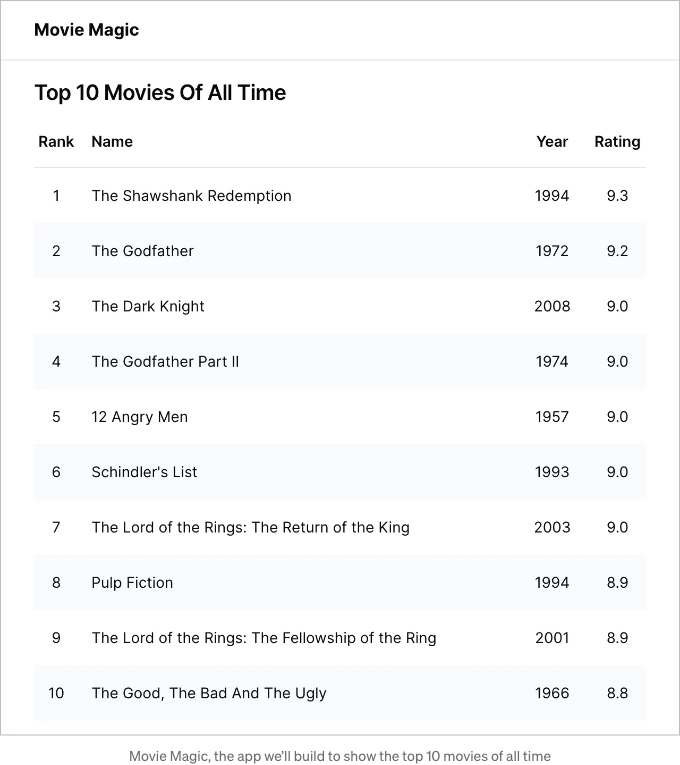 Movie Magic
Top 10 Movies Of All Time
Rank Name Year Rating
1 The Shawshank Redemption 1994 9.3
2 The Godfather 1972 9.2
3 The Dark Knight 2008 9.0
4 The Godfather Part II 1974 9.0
5 12 Angry Men 1957 9.0
6 Schindler's List 1993 9.0
7 The Lord of the Rings: The Return of the King 2003 9.0
8 Pulp Fiction 1994 8.9
9 The Lord of the Rings: The Fellowship of the Ring 2001 8.9
10 The Good, The Bad And The Ugly 1966 8.8
Movie Magic, the app we’ll build to show the top 10 movies of all time